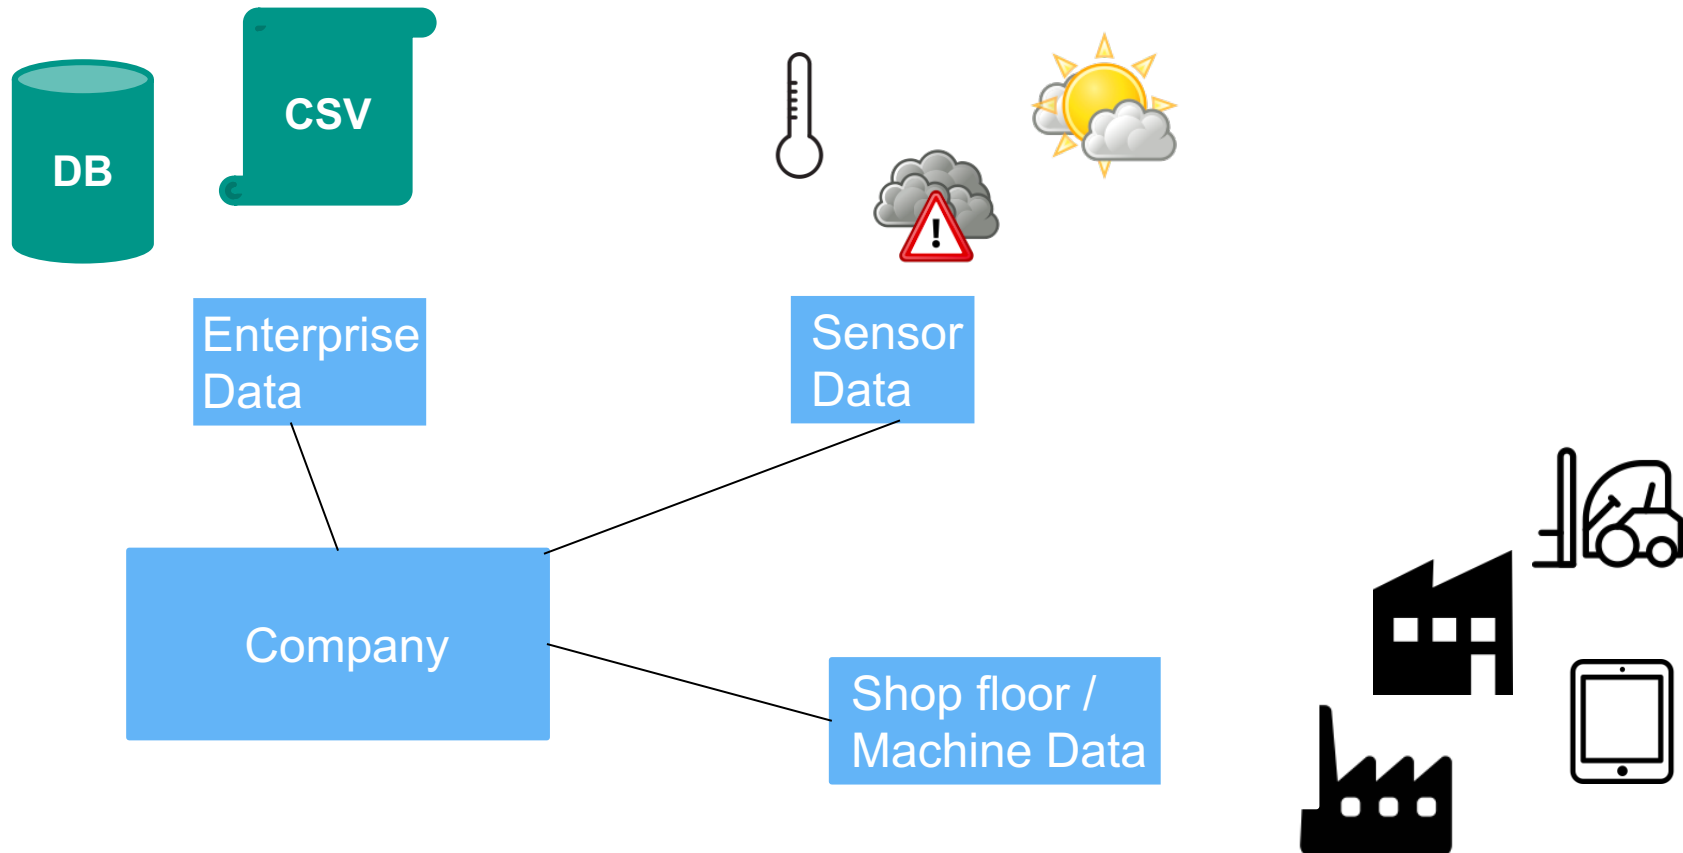 CSV
DB
!
Enterprise
Data
Sensor
Data
Company
Shop floor /
Machine Data